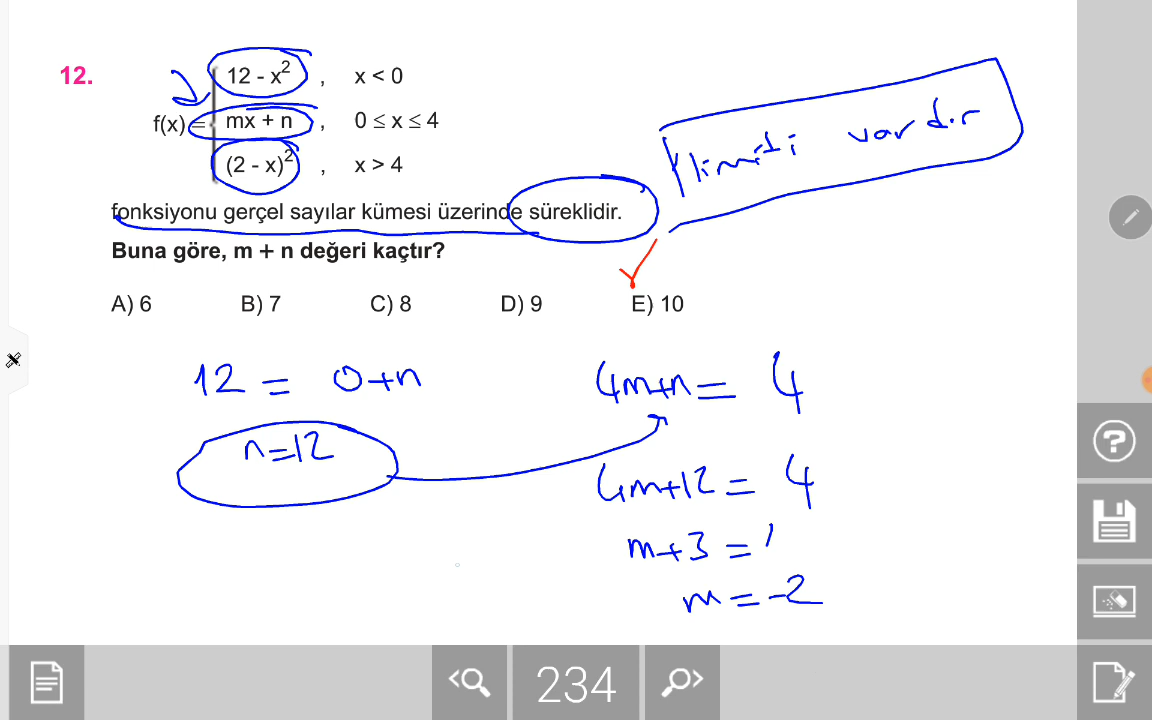 12.
12 - x² , x < 0
f(x) = mx + n , 0 ≤ x ≤ 4
(2 - x)² , x > 4
limiti vardır
fonksiyonu gerçel sayılar kümesi üzerinde süreklidir.
Buna göre, m + n değeri kaçtır?
A) 6 B) 7 C) 8 D) 9 E) 10
12 = 0+n
4m+n = 4
n=12
4m+12 = 4
m+3 = 1
m = -2
234